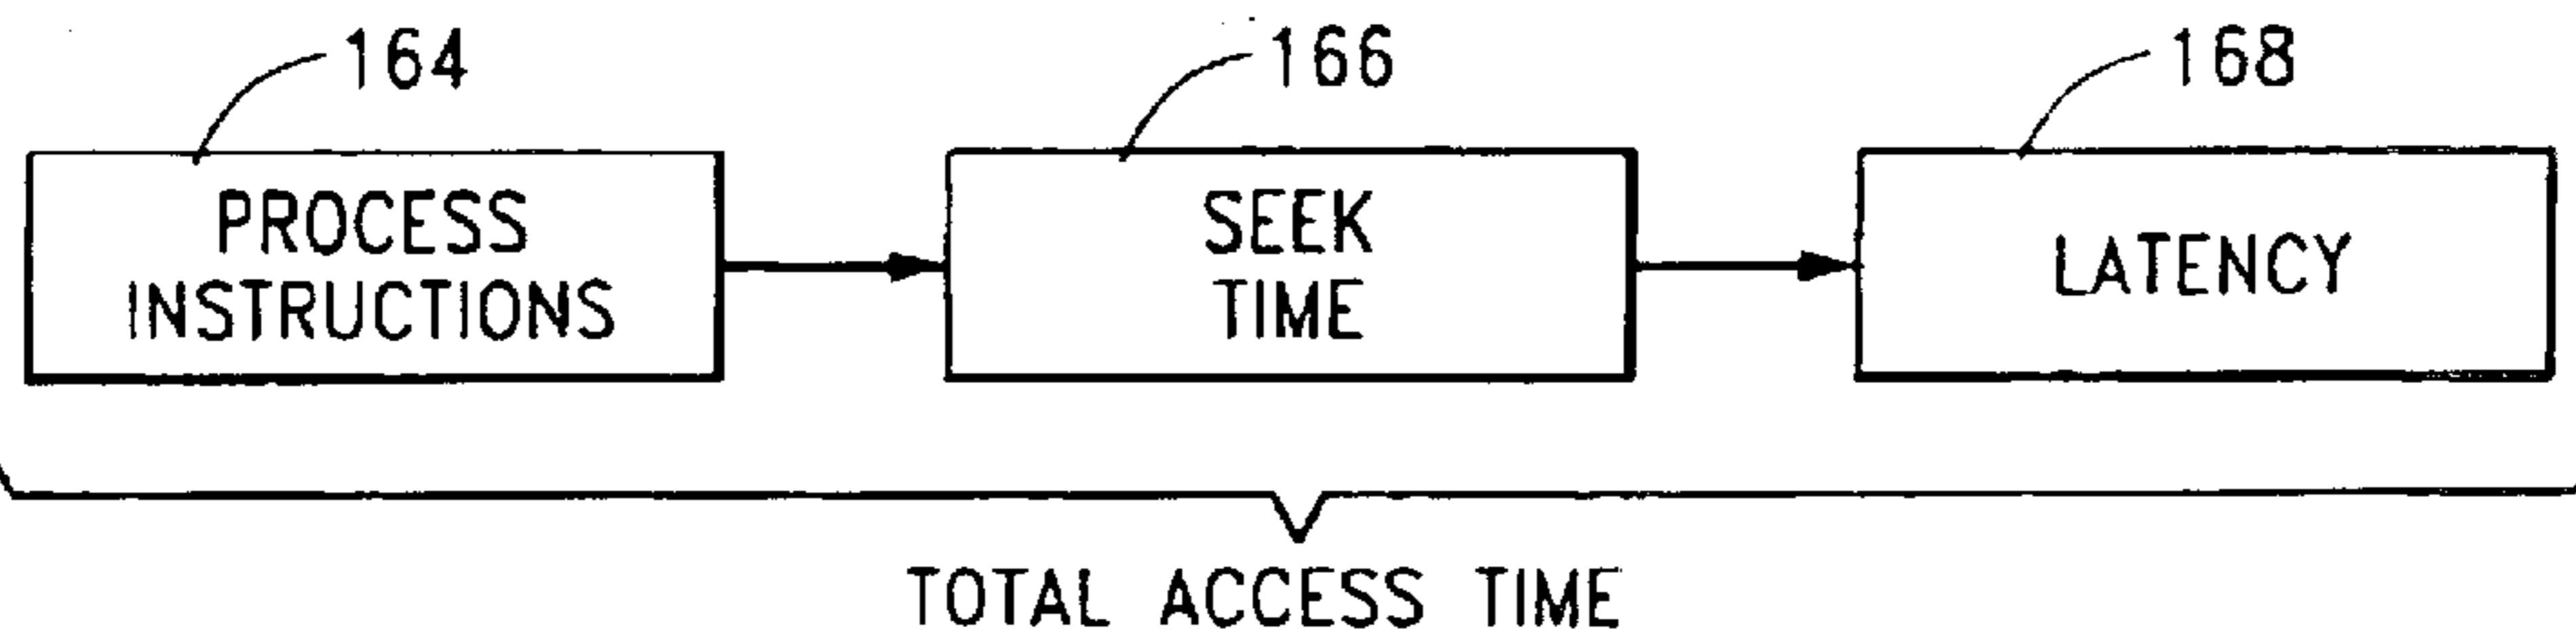 164
166
168
PROCESS
INSTRUCTIONS
SEEK
TIME
LATENCY
TOTAL ACCESS TIME